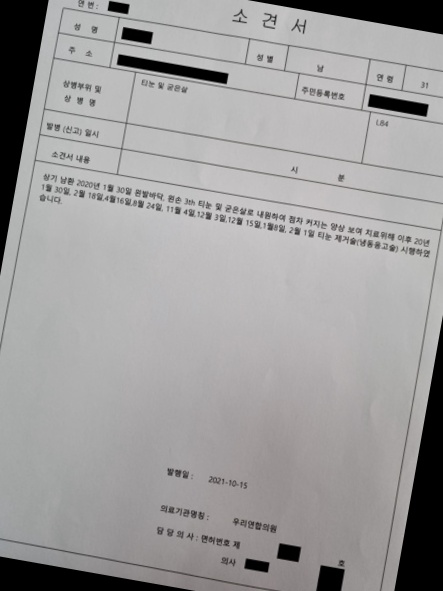 연 번 :
소 견 서
성 명
성 별 남 연 령 31
주 소
주민등록번호
상병부위 및
상 병 명
티눈 및 굳은살
L84
발병 (신고) 일시
시 분
소견서 내용
상기 남환 2020년 1월 30일 왼발바닥, 왼손 3th 티눈 및 굳은살로 내원하여 점차 커지는 양상 보여 치료위해 이후 20년
1월 30일, 2월 18일,4월16일,8월 24일, 11월 4일,12월 3일,12월 15일,1월8일, 2월 1일 티눈 제거술(냉동응고술) 시행하였
습니다.
발행일 : 2021-10-15
의료기관명칭 : 우리연합의원
담 당 의 사 : 면허번호 제 호
의사